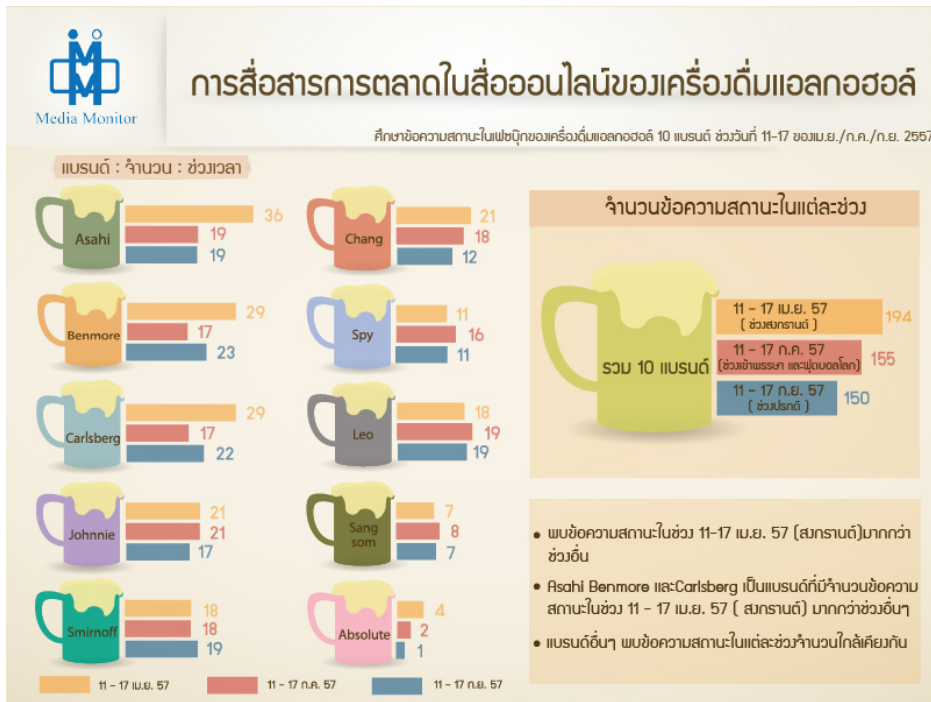 Media Monitor
การสื่อสารการตลาดในสื่อออนไลน์ของเครื่องดื่มแอลกอฮอล์
ศึกษาข้อความสถานะในเฟซบุ๊กของเครื่องดื่มแอลกอฮอล์ 10 แบรนด์ ช่วงวันที่ 11-17 ของเม.ย./ก.ค./ก.ย. 2557
แบรนด์ : จำนวน : ช่วงเวลา
Asahi
36
19
19
Benmore
29
17
23
Carlsberg
29
17
22
Johnnie
21
21
17
Smirnoff
18
18
19
Chang
21
18
12
Spy
11
16
11
Leo
18
19
19
Sang
som
7
8
7
Absolute
4
2
1
11 - 17 เม.ย. 57
11 - 17 ก.ค. 57
11 - 17 ก.ย. 57
จำนวนข้อความสถานะในแต่ละช่วง
รวม 10 แบรนด์
11 - 17 เม.ย. 57
( ช่วงสงกรานต์ )
194
11 - 17 ก.ค. 57
(ช่วงเข้าพรรษา และฟุตบอลโลก)
155
11 - 17 ก.ย. 57
( ช่วงปรกติ )
150
• พบข้อความสถานะในช่วง 11-17 เม.ย. 57 (สงกรานต์)มากกว่า
ช่วงอื่น
• Asahi Benmore และCarlsberg เป็นแบรนด์ที่มีจำนวนข้อความ
สถานะในช่วง 11 - 17 เม.ย. 57 ( สงกรานต์) มากกว่าช่วงอื่นๆ
• แบรนด์อื่นๆ พบข้อความสถานะในแต่ละช่วงจำนวนใกล้เคียงกัน